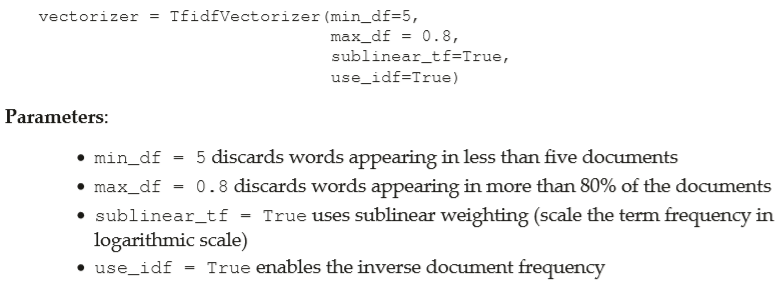 vectorizer = TfidfVectorizer(min_df=5,
max_df = 0.8,
sublinear_tf=True,
use_idf=True)
Parameters:
• min_df = 5 discards words appearing in less than five documents
• max_df = 0.8 discards words appearing in more than 80% of the documents
• sublinear_tf = True uses sublinear weighting (scale the term frequency in
logarithmic scale)
• use_idf = True enables the inverse document frequency